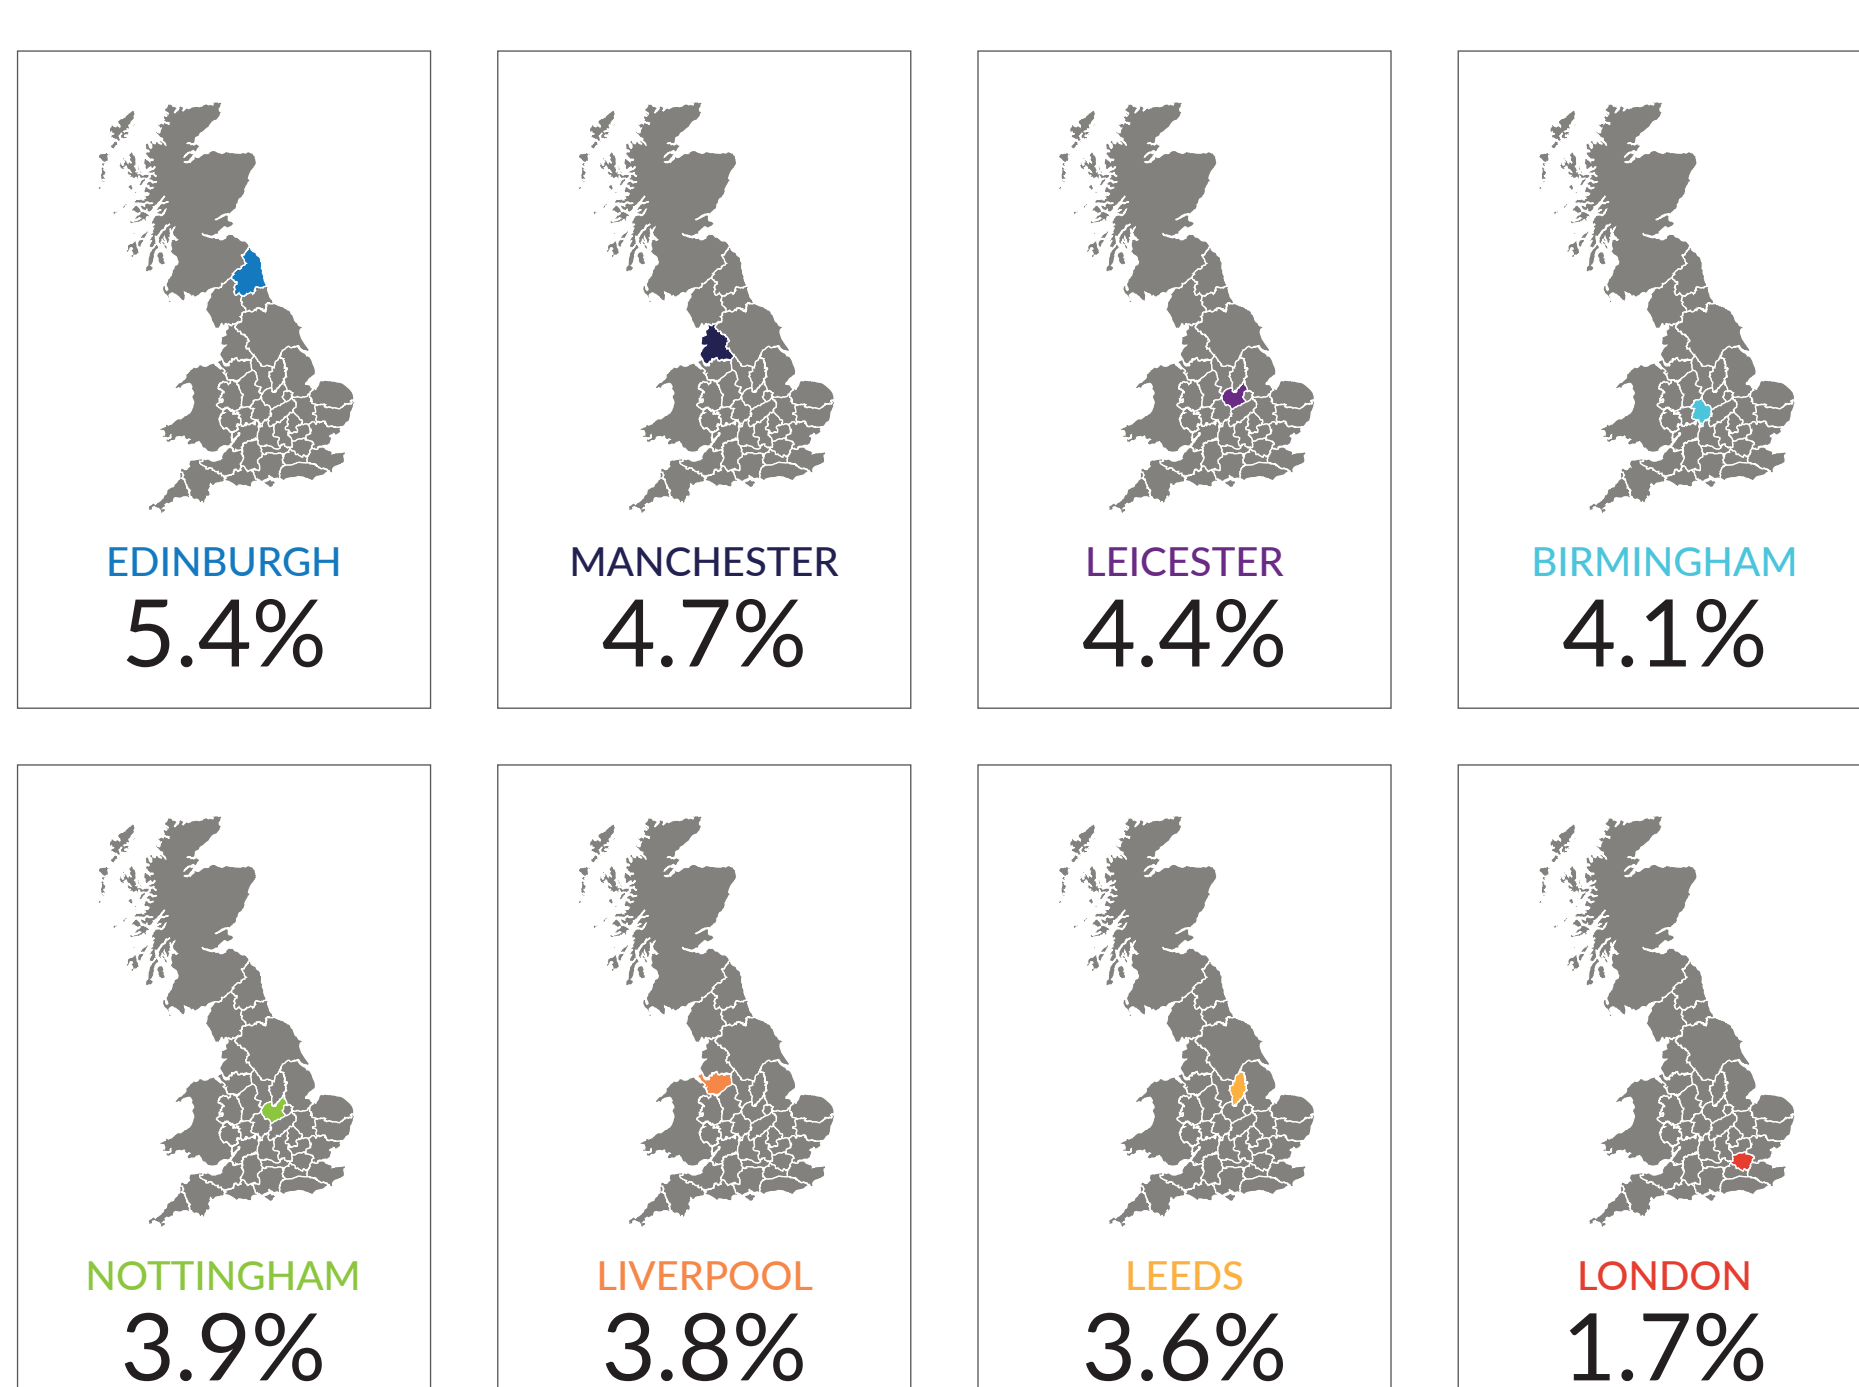 EDINBURGH
5.4%
MANCHESTER
4.7%
LEICESTER
4.4%
BIRMINGHAM
4.1%
NOTTINGHAM
3.9%
LIVERPOOL
3.8%
LEEDS
3.6%
LONDON
1.7%